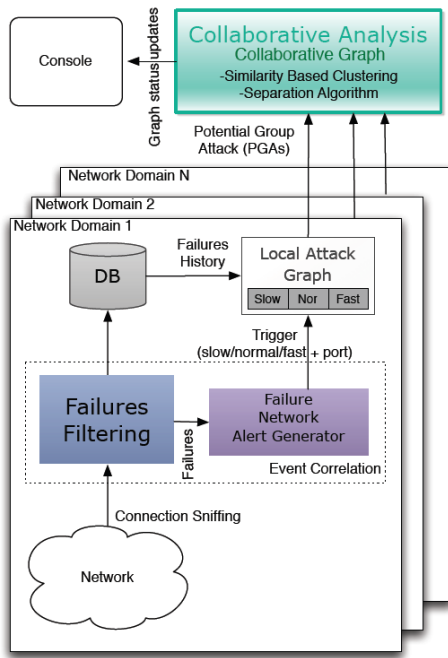 Console
Graph status updates
Collaborative Analysis
Collaborative Graph
-Similarity Based Clustering
-Separation Algorithm
Potential Group
Attack (PGAs)
Network Domain N
Network Domain 2
Network Domain 1
DB
Failures
History
Local Attack
Graph
Slow
Nor
Fast
Trigger
(slow/normal/fast + port)
Failures
Filtering
Failures
Failure
Network
Alert Generator
Event Correlation
Connection Sniffing
Network